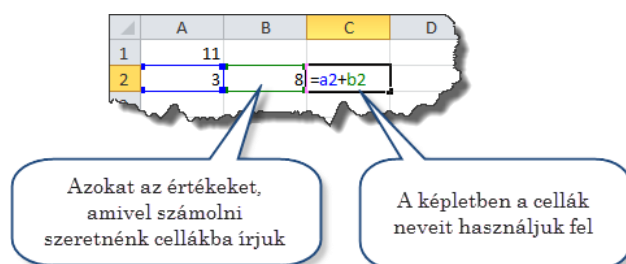 A B C D
1 11
2 3 8 =a2+b2
Azokat az értékeket,
amivel számolni
szeretnénk cellákba írjuk
A képletben a cellák
neveit használjuk fel